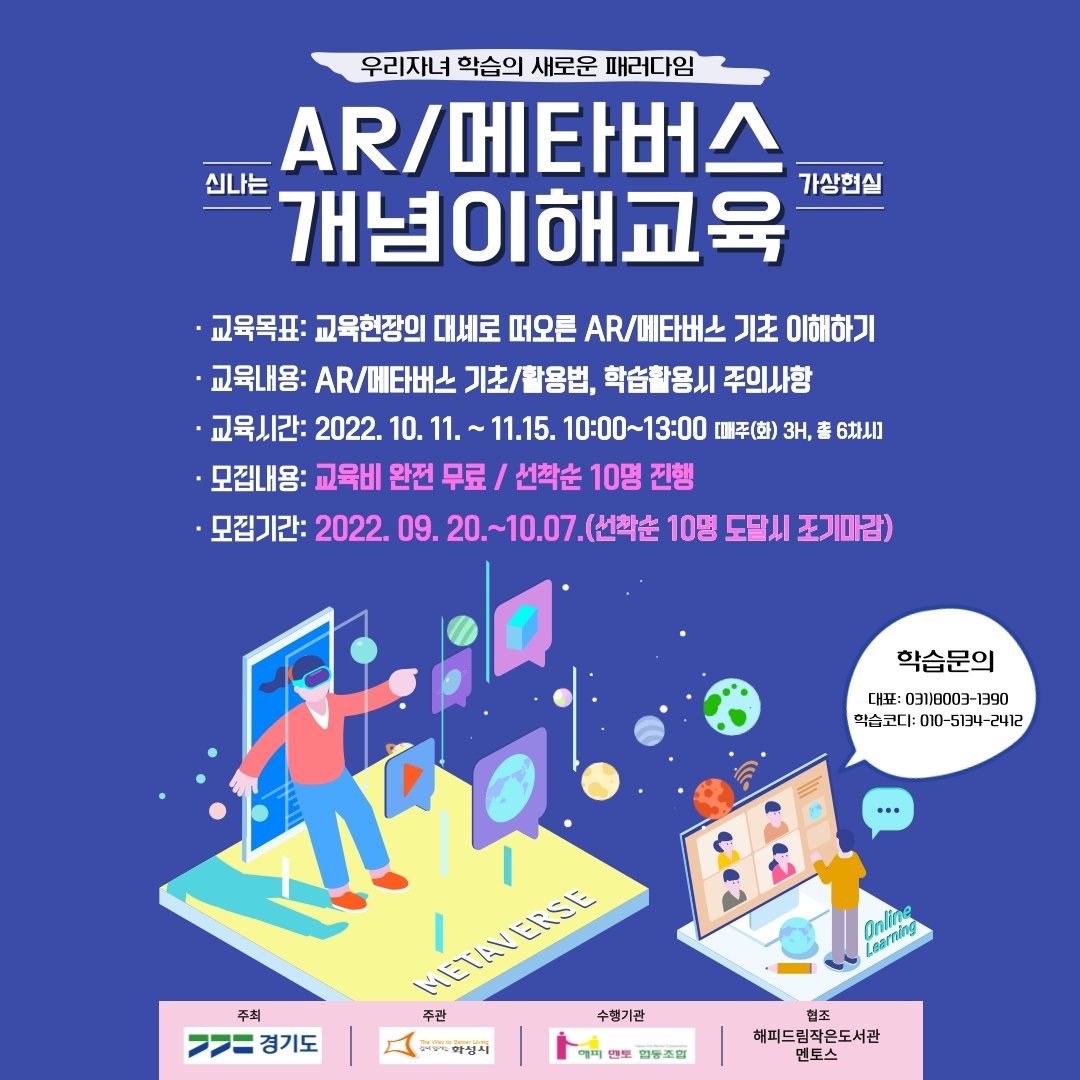 우리자녀 학습의 새로운 패러다임
신나는
AR/메타버스
개념이해교육
가상현실
· 교육목표: 교육현장의 대세로 떠오른 AR/메타버스 기초 이해하기
· 교육내용: AR/메타버스 기초/활용법, 학습활용시 주의사항
· 교육시간: 2022. 10. 11. ~ 11.15. 10:00~13:00 [매주(화) 3H, 총 6차시]
· 모집내용: 교육비 완전 무료 / 선착순 10명 진행
· 모집기간: 2022. 09. 20.~10.07.(선착순 10명 도달시 조기마감)
학습문의
대표: 031)8003-1390
학습코디: 010-5134-2412
METAVERSE
Online
Learning
주최
경기도
주관
The Way to Better Living
화성시
수행기관
해피 멘토 협동조합
협조
해피드림작은도서관
멘토스